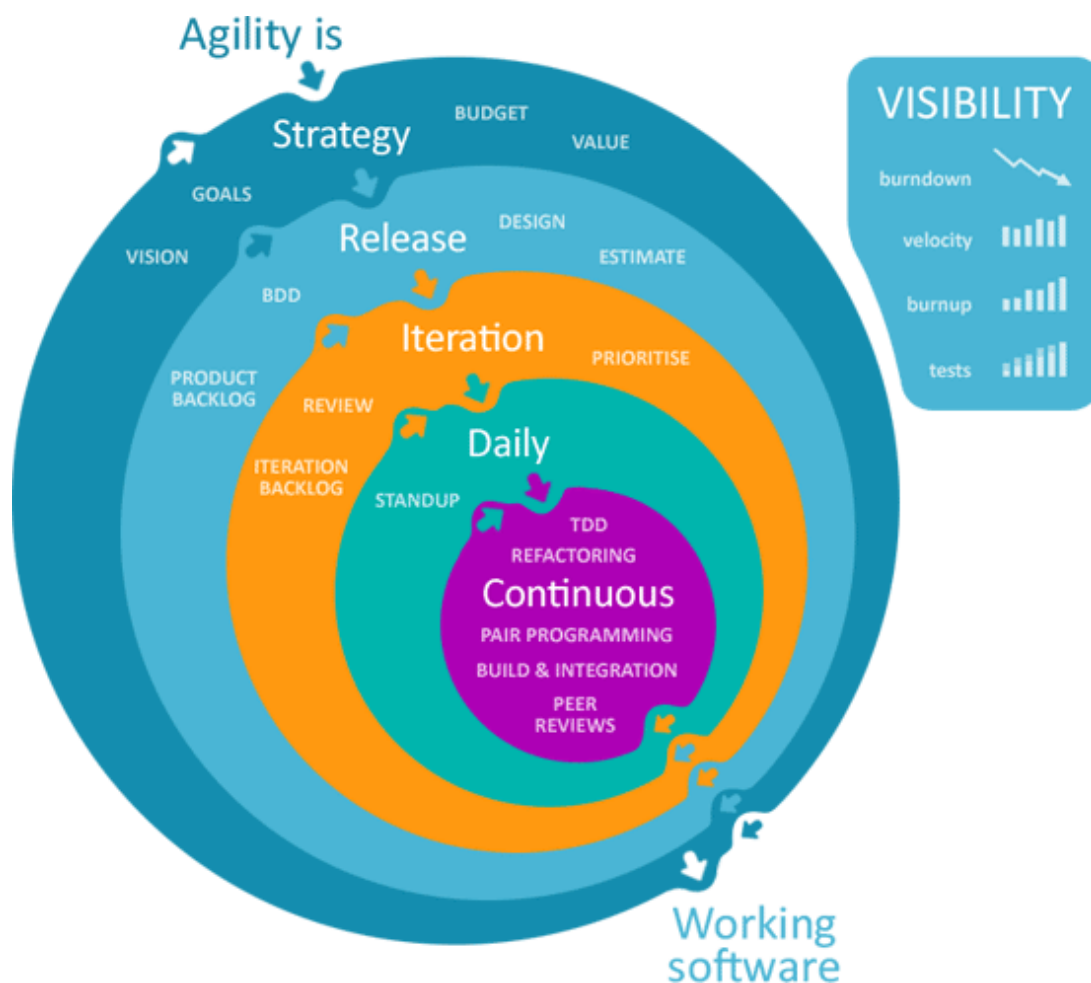 Agility is
Strategy
BUDGET
VALUE
GOALS
VISION
Release
DESIGN
ESTIMATE
BDD
PRODUCT
BACKLOG
Iteration
PRIORITISE
REVIEW
ITERATION
BACKLOG
Daily
STANDUP
TDD
REFACTORING
Continuous
PAIR PROGRAMMING
BUILD & INTEGRATION
PEER
REVIEWS
Working
software
VISIBILITY
burndown
velocity
burnup
tests